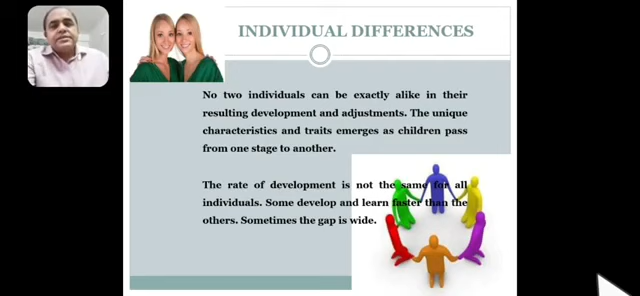 INDIVIDUAL DIFFERENCES
No two individuals can be exactly alike in their
resulting development and adjustments. The unique
characteristics and traits emerges as children pass
from one stage to another.
The rate of development is not the same for all
individuals. Some develop and learn faster than the
others. Sometimes the gap is wide.